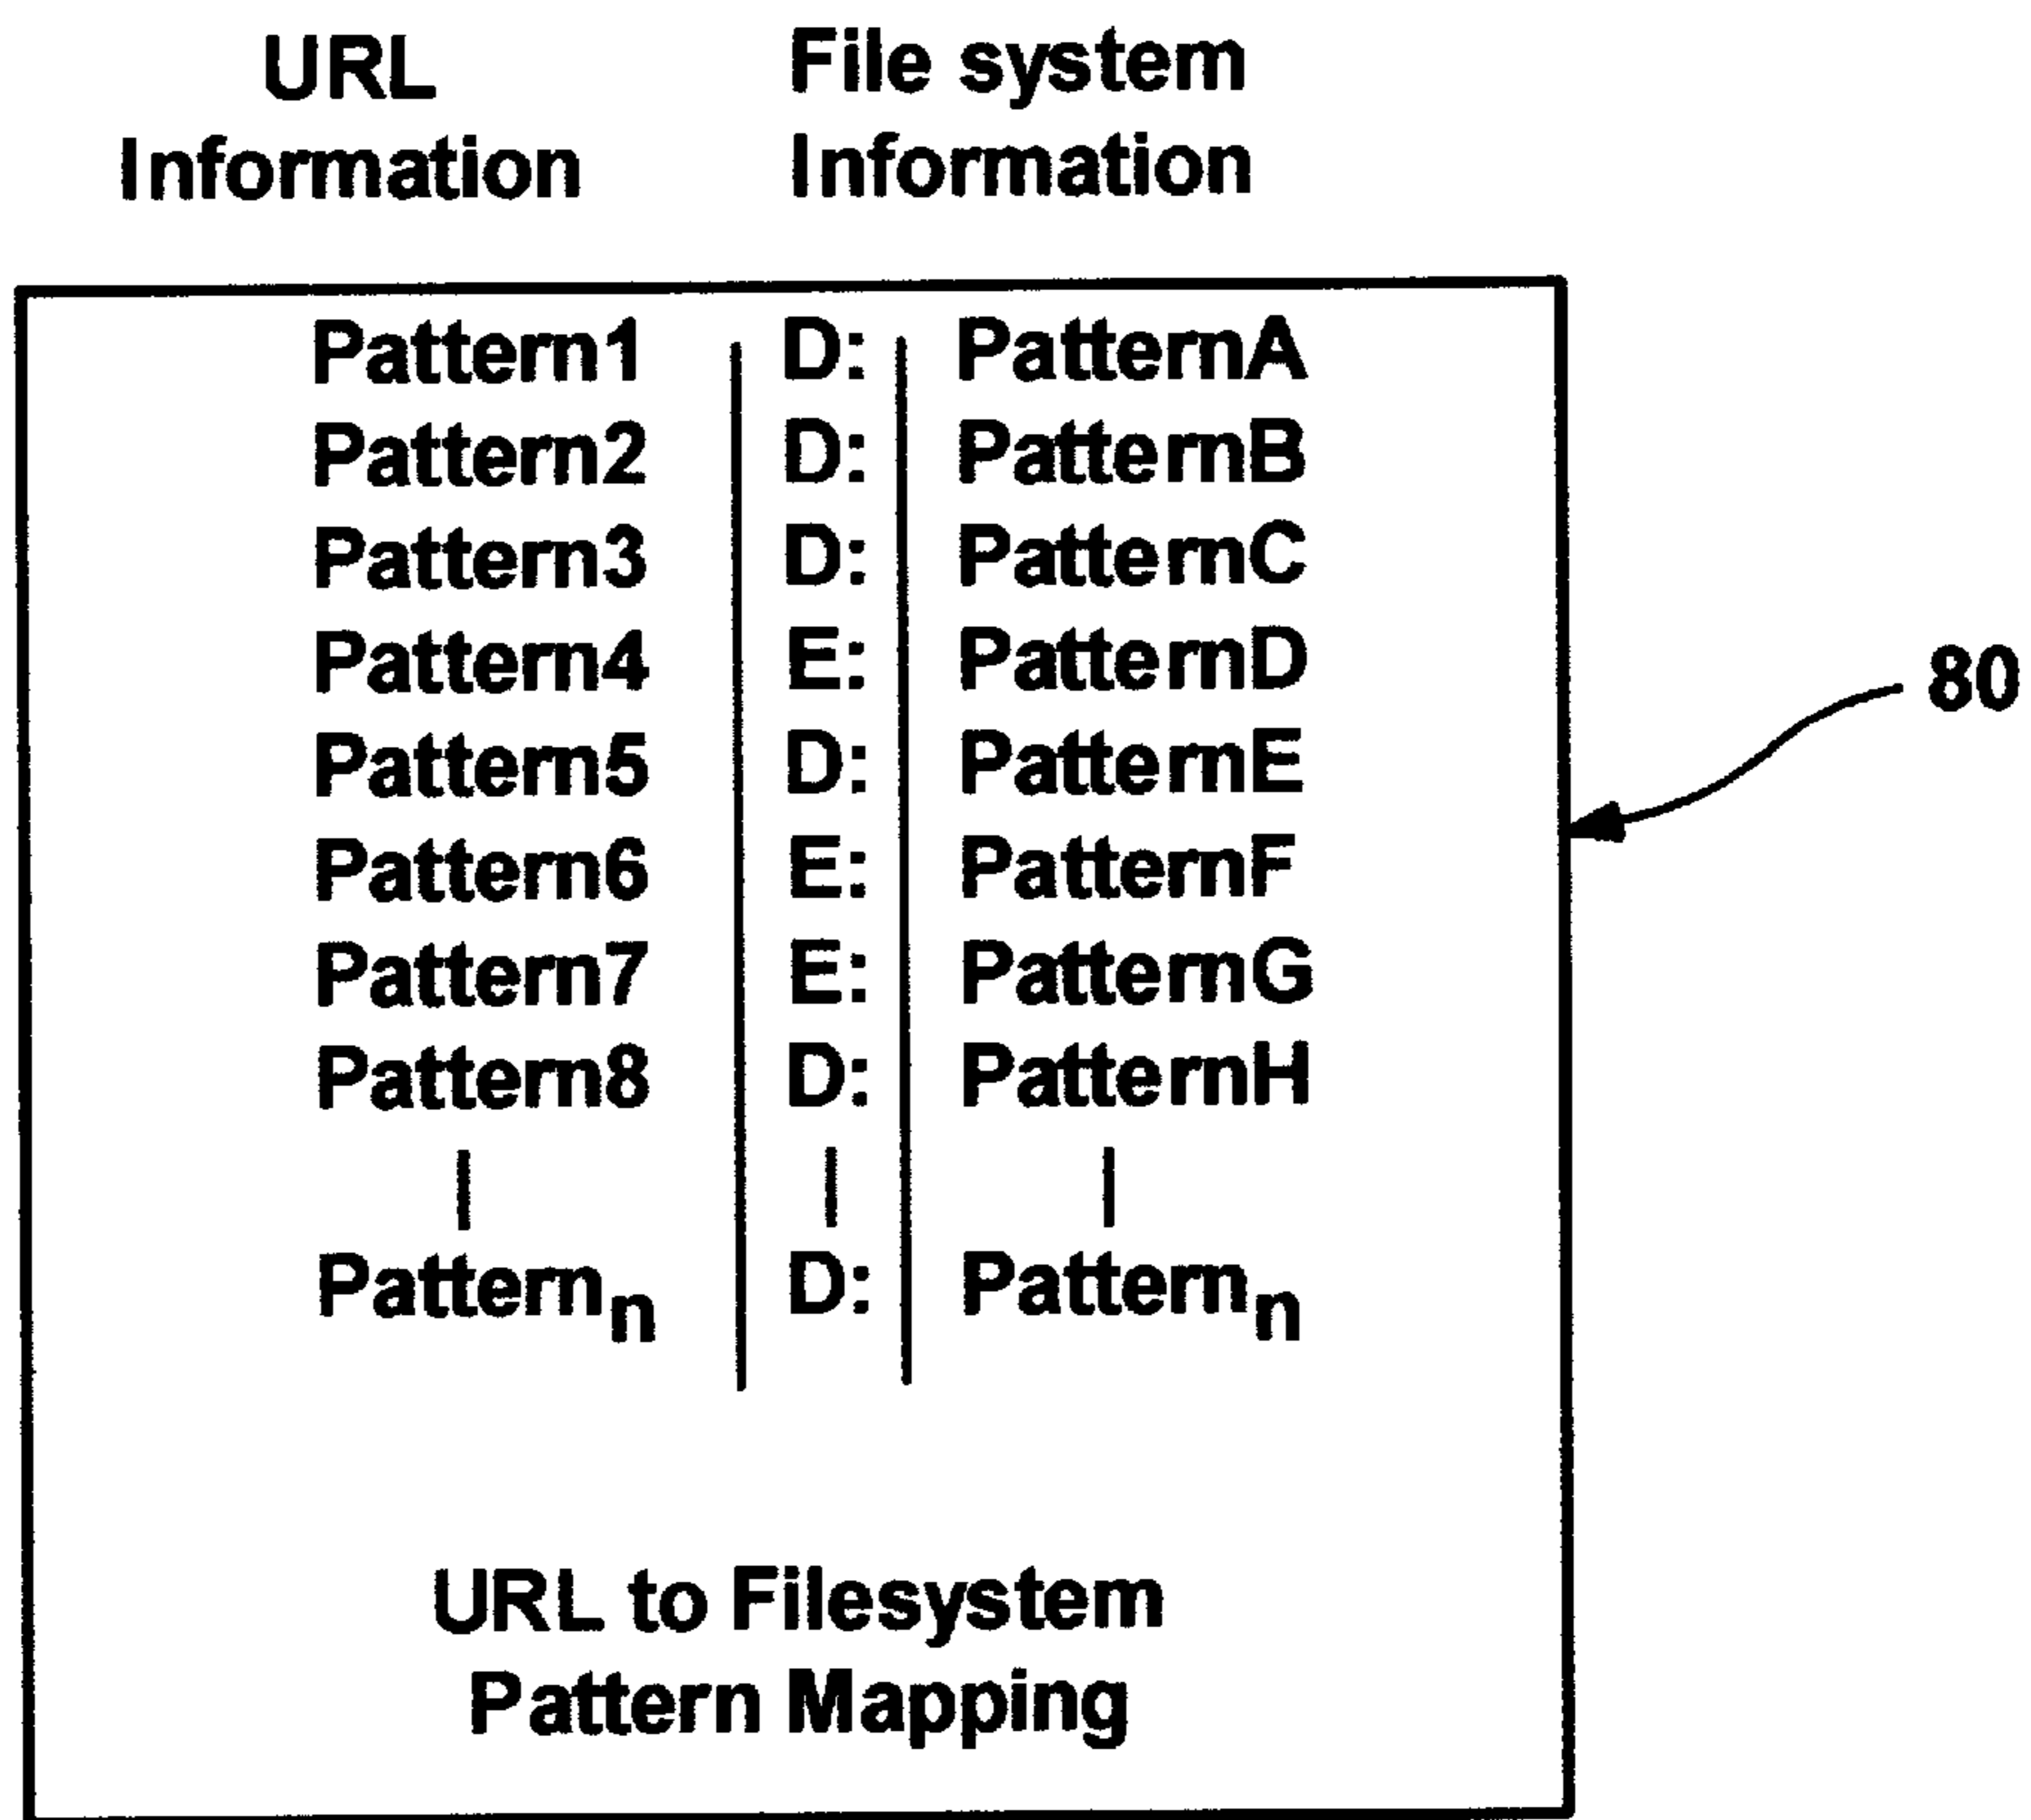 URL File system
Information Information
Pattern1 D: PatternA
Pattern2 D: PatternB
Pattern3 D: PatternC
Pattern4 E: PatternD
Pattern5 D: PatternE
Pattern6 E: PatternF
Pattern7 E: PatternG
Pattern8 D: PatternH
Patternn D: Patternn
80
URL to Filesystem
Pattern Mapping